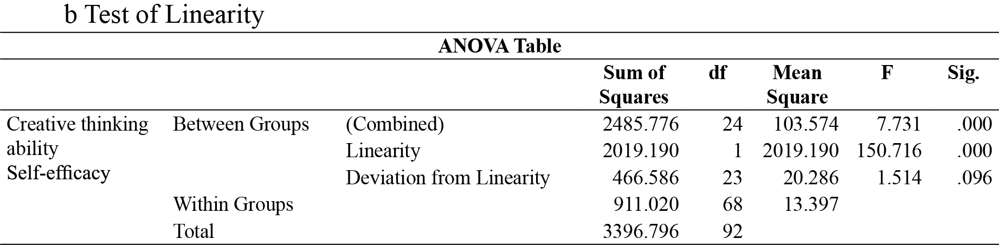 b Test of Linearity
ANOVA Table
Sum of Squares df Mean Square F Sig.
Creative thinking ability Self-efficacy Between Groups (Combined) 2485.776 24 103.574 7.731 .000
Linearity 2019.190 1 2019.190 150.716 .000
Deviation from Linearity 466.586 23 20.286 1.514 .096
Within Groups 911.020 68 13.397
Total 3396.796 92